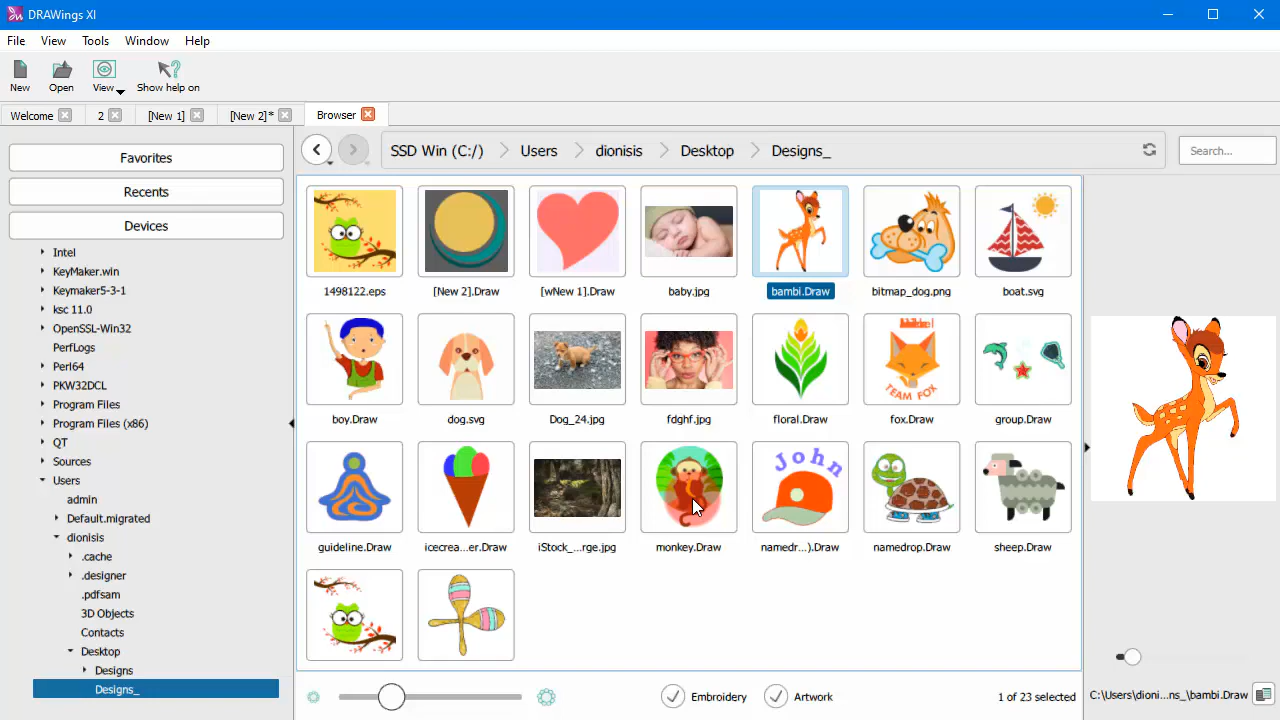 DRAWings XI
File View Tools Window Help
New Open View Show help on
Welcome 2 [New 1] [New 2]* Browser
Favorites
Recents
Devices
Intel
KeyMaker.win
Keymaker5-3-1
ksc 11.0
OpenSSL-Win32
PerfLogs
Perl64
PKW32DCL
Program Files
Program Files (x86)
QT
Sources
Users
admin
Default.migrated
dionisis
.cache
.designer
.pdfsam
3D Objects
Contacts
Desktop
Designs
Designs_
SSD Win (C:/) Users dionisis Desktop Designs_ Search...
1498122.eps [New 2].Draw [wNew 1].Draw baby.jpg bambi.Draw bitmap_dog.png boat.svg
TEAM FOX
boy.Draw dog.svg Dog_24.jpg fdghf.jpg floral.Draw fox.Draw group.Draw
John
guideline.Draw icecrea...er.Draw iStock_...rge.jpg monkey.Draw namedr...).Draw namedrop.Draw sheep.Draw
Embroidery Artwork 1 of 23 selected
C:\Users\dioni...ns_\bambi.Draw